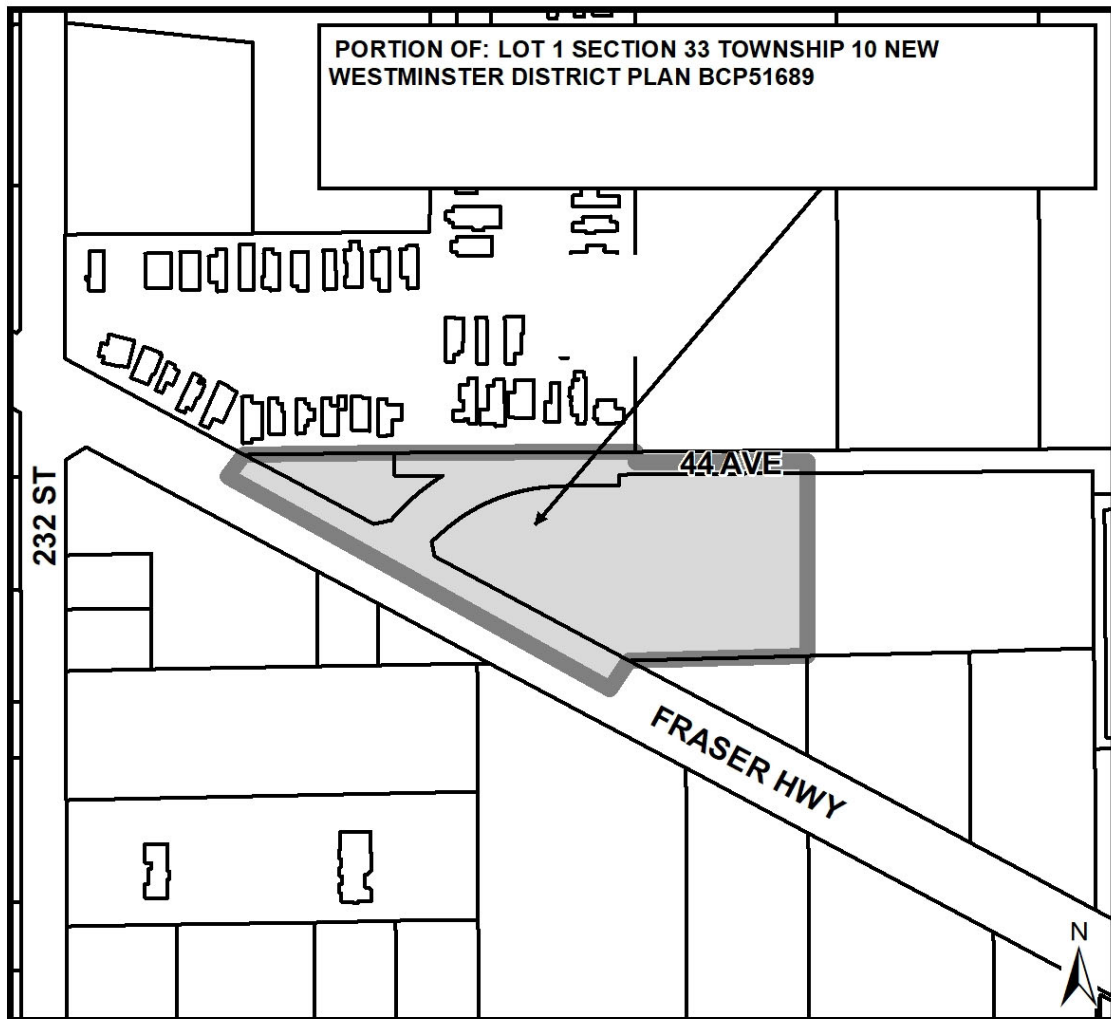 PORTION OF: LOT 1 SECTION 33 TOWNSHIP 10 NEW
WESTMINSTER DISTRICT PLAN BCP51689
44 AVE
232 ST
FRASER HWY
N